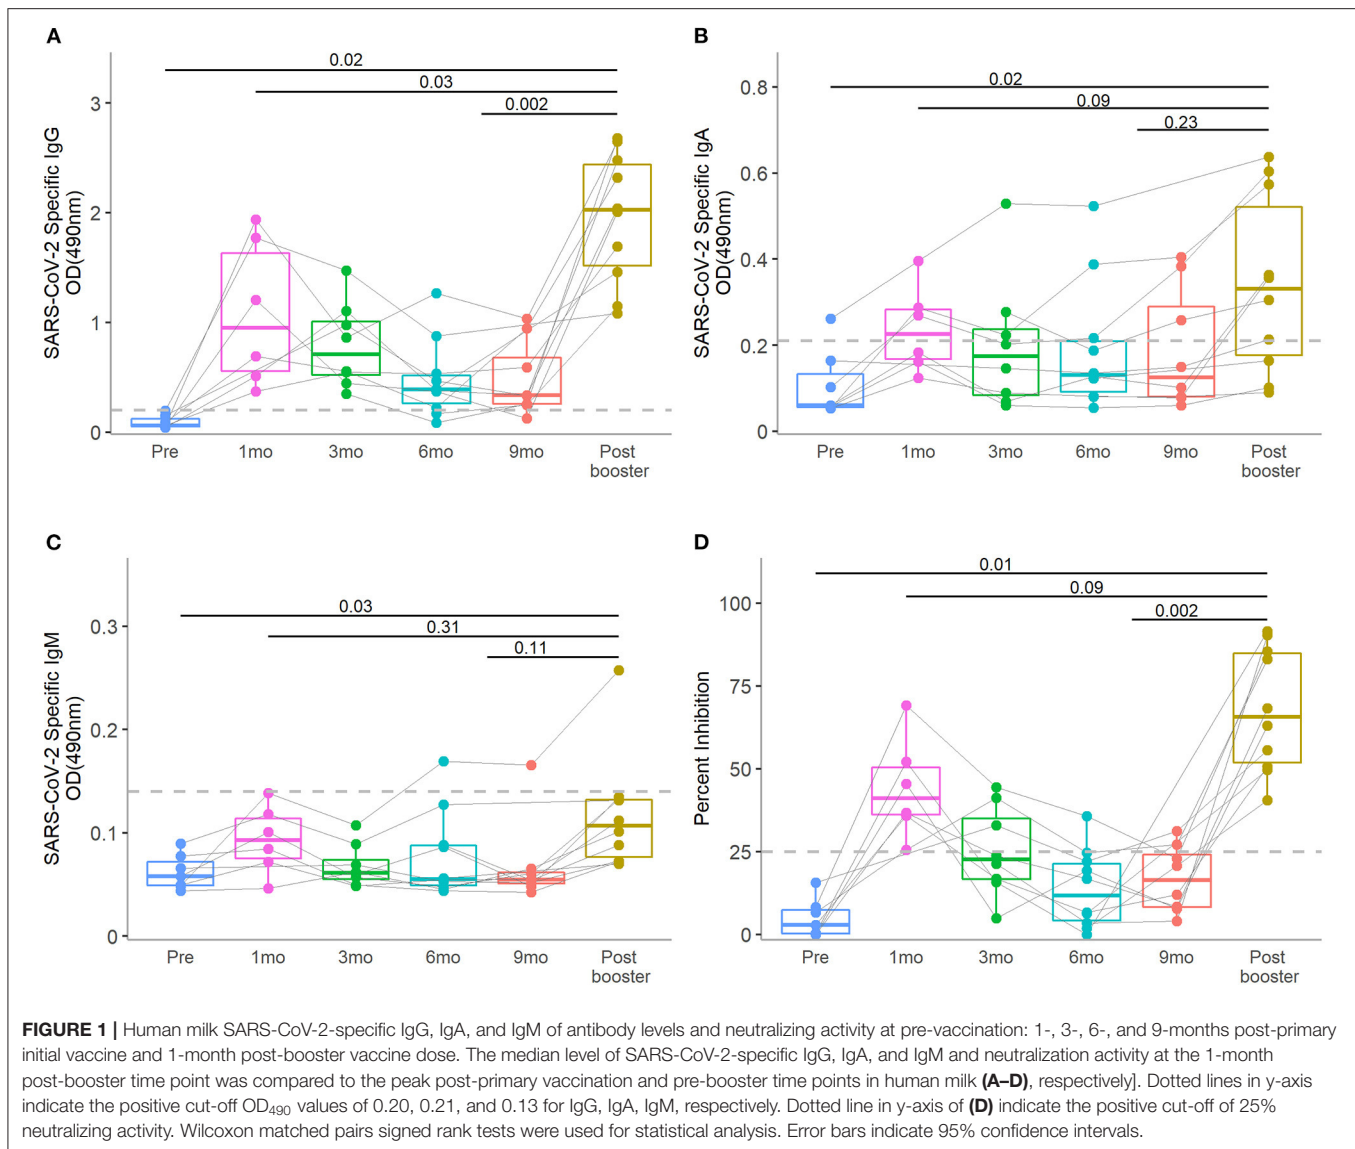 A
SARS-CoV-2 Specific IgG
OD(490nm)
3
2
1
0
0.02
0.03
0.002
Pre 1mo 3mo 6mo 9mo Post
booster
B
SARS-CoV-2 Specific IgA
OD(490nm)
0.8
0.6
0.4
0.2
0
0.02
0.09
0.23
Pre 1mo 3mo 6mo 9mo Post
booster
C
SARS-CoV-2 Specific IgM
OD(490nm)
0.3
0.2
0.1
0
0.03
0.31
0.11
Pre 1mo 3mo 6mo 9mo Post
booster
D
Percent Inhibition
100
75
50
25
0
0.01
0.09
0.002
Pre 1mo 3mo 6mo 9mo Post
booster
FIGURE 1 | Human milk SARS-CoV-2-specific IgG, IgA, and IgM of antibody levels and neutralizing activity at pre-vaccination: 1-, 3-, 6-, and 9-months post-primary
initial vaccine and 1-month post-booster vaccine dose. The median level of SARS-CoV-2-specific IgG, IgA, and IgM and neutralization activity at the 1-month
post-booster time point was compared to the peak post-primary vaccination and pre-booster time points in human milk (A–D), respectively]. Dotted lines in y-axis
indicate the positive cut-off OD490 values of 0.20, 0.21, and 0.13 for IgG, IgA, IgM, respectively. Dotted line in y-axis of (D) indicate the positive cut-off of 25%
neutralizing activity. Wilcoxon matched pairs signed rank tests were used for statistical analysis. Error bars indicate 95% confidence intervals.